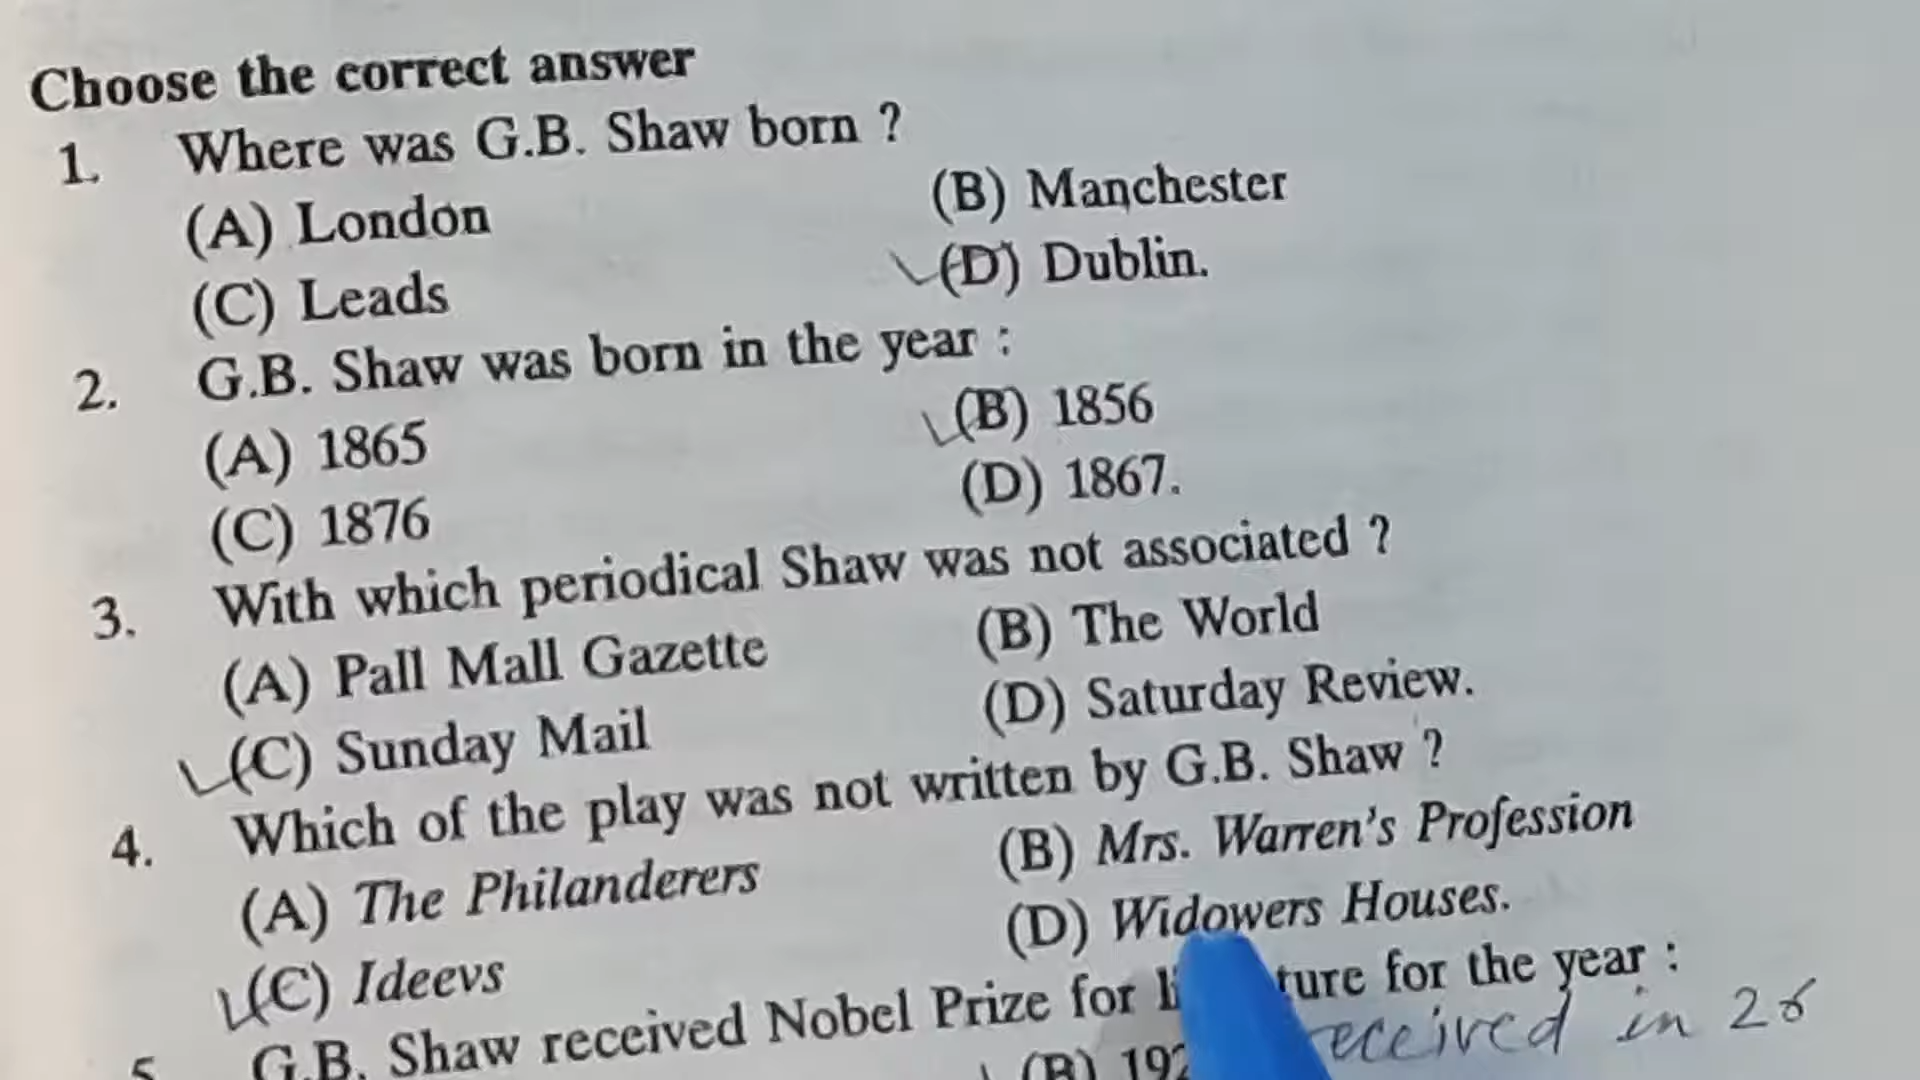 Choose the correct answer
1. Where was G.B. Shaw born ?
(A) London (B) Manchester
(C) Leads (D) Dublin.
2. G.B. Shaw was born in the year :
(A) 1865 (B) 1856
(C) 1876 (D) 1867.
3. With which periodical Shaw was not associated ?
(A) Pall Mall Gazette (B) The World
(C) Sunday Mail (D) Saturday Review.
4. Which of the play was not written by G.B. Shaw ?
(A) The Philanderers (B) Mrs. Warren's Profession
(C) Ideevs (D) Widowers Houses.
5 G.B. Shaw received Nobel Prize for for the year :
(B) in 26